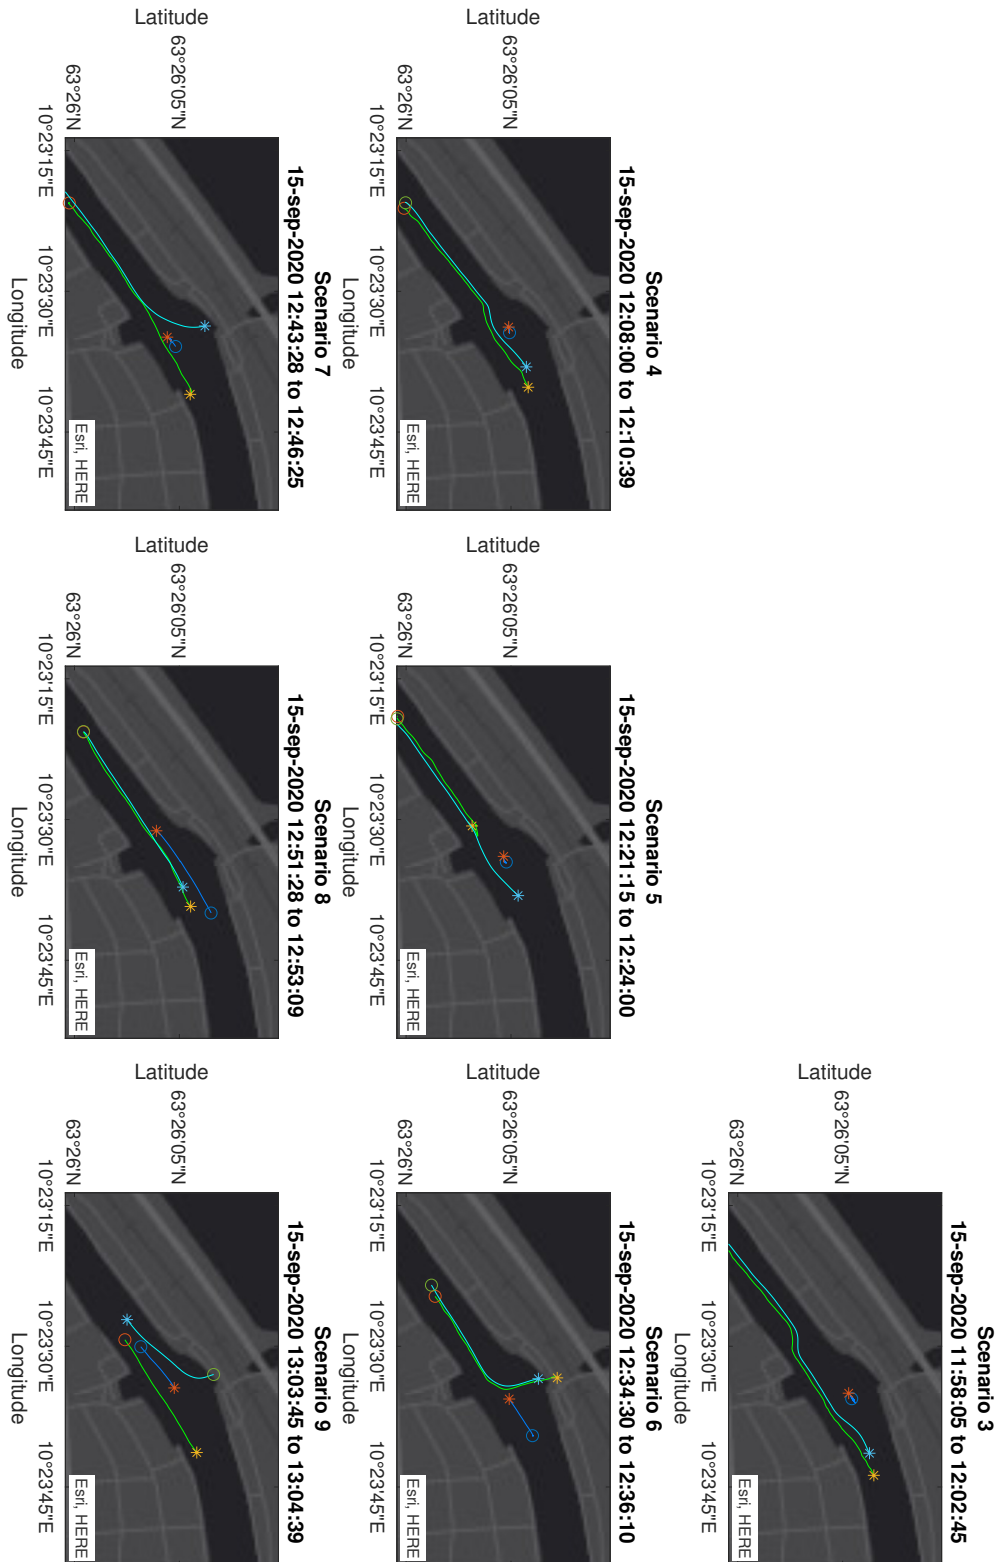 Scenario 3
15-sep-2020 11:58:05 to 12:02:45
Latitude
63°26'05"N
63°26'N
10°23'15"E
10°23'30"E
10°23'45"E
Longitude
Esri, HERE
Scenario 4
15-sep-2020 12:08:00 to 12:10:39
Latitude
63°26'05"N
63°26'N
10°23'15"E
10°23'30"E
10°23'45"E
Longitude
Esri, HERE
Scenario 5
15-sep-2020 12:21:15 to 12:24:00
Latitude
63°26'05"N
63°26'N
10°23'15"E
10°23'30"E
10°23'45"E
Longitude
Esri, HERE
Scenario 6
15-sep-2020 12:34:30 to 12:36:10
Latitude
63°26'05"N
63°26'N
10°23'15"E
10°23'30"E
10°23'45"E
Longitude
Esri, HERE
Scenario 7
15-sep-2020 12:43:28 to 12:46:25
Latitude
63°26'05"N
63°26'N
10°23'15"E
10°23'30"E
10°23'45"E
Longitude
Esri, HERE
Scenario 8
15-sep-2020 12:51:28 to 12:53:09
Latitude
63°26'05"N
63°26'N
10°23'15"E
10°23'30"E
10°23'45"E
Longitude
Esri, HERE
Scenario 9
15-sep-2020 13:03:45 to 13:04:39
Latitude
63°26'05"N
63°26'N
10°23'15"E
10°23'30"E
10°23'45"E
Longitude
Esri, HERE